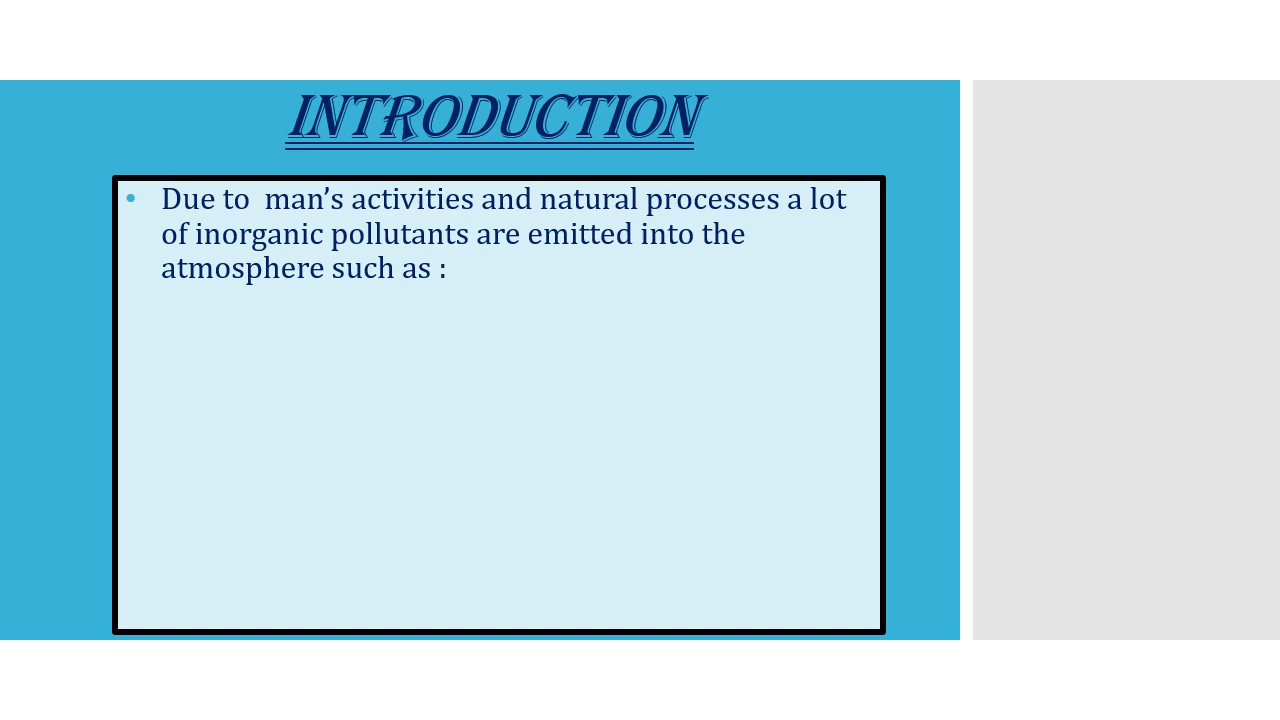 INTRODUCTION
• Due to  man’s activities and natural processes a lot
of inorganic pollutants are emitted into the
atmosphere such as :